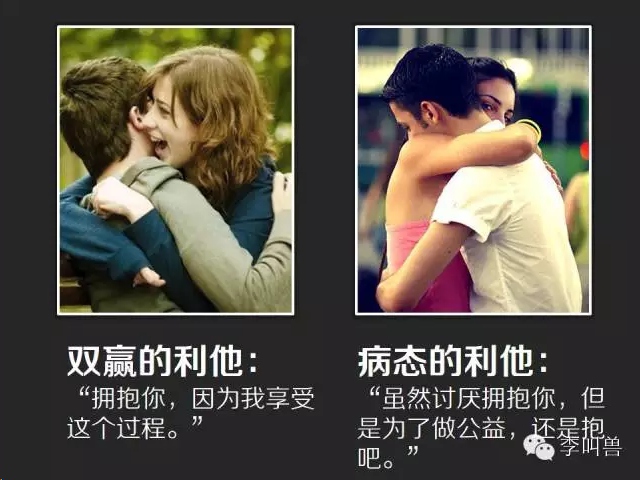 双赢的利他：
“拥抱你，因为我享受
这个过程。”
病态的利他：
“虽然讨厌拥抱你，但
是为了做公益，还是抱
吧。”
李叫兽